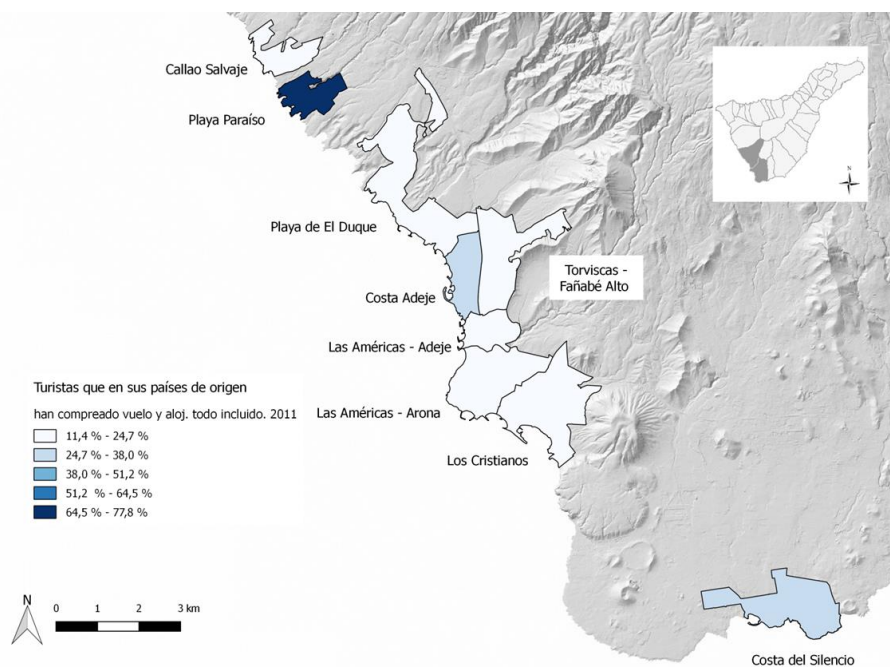 Callao Salvaje
Playa Paraíso
Playa de El Duque
Torviscas -
Fañabé Alto
Costa Adeje
Las Américas - Adeje
Las Américas - Arona
Los Cristianos
Costa del Silencio
Turistas que en sus países de origen
han compreado vuelo y aloj. todo incluido. 2011
11,4 % - 24,7 %
24,7 % - 38,0 %
38,0 % - 51,2 %
51,2 % - 64,5 %
64,5 % - 77,8 %
N
0 1 2 3 km
N